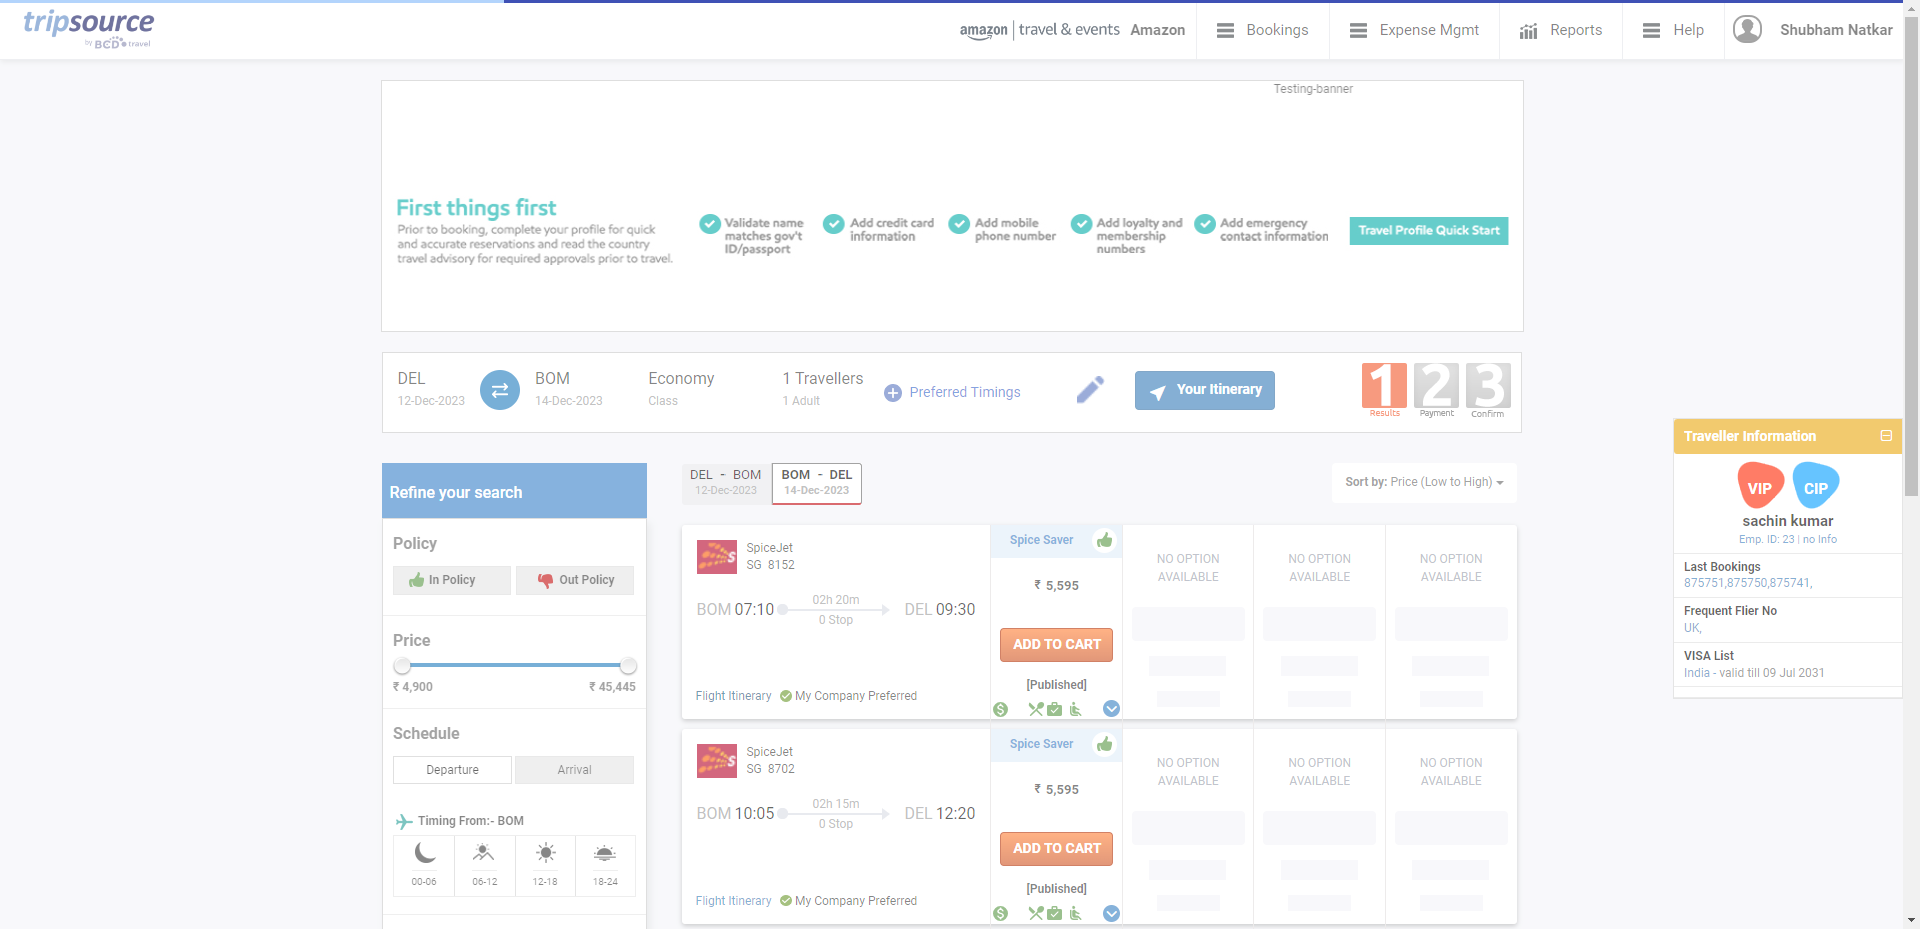 tripsource
by BCD travel
amazon | travel & events Amazon
Bookings
Expense Mgmt
Reports
Help
Shubham Natkar
Testing-banner
First things first
Prior to booking, complete your profile for quick
and accurate reservations and read the country
travel advisory for required approvals prior to travel.
Validate name
matches gov't
ID/passport
Add credit card
information
Add mobile
phone number
Add loyalty and
membership
numbers
Add emergency
contact information
Travel Profile Quick Start
DEL
12-Dec-2023
BOM
14-Dec-2023
Economy
Class
1 Travellers
1 Adult
Preferred Timings
Your Itinerary
1
Results
2
Payment
3
Confirm
Traveller Information
VIP
CIP
sachin kumar
Emp. ID: 23 | no Info
Last Bookings
875751,875750,875741,
Frequent Flier No
UK,
VISA List
India - valid till 09 Jul 2031
Refine your search
Policy
In Policy
Out Policy
Price
₹ 4,900
₹ 45,445
Schedule
Departure
Arrival
Timing From:- BOM
00-06
06-12
12-18
18-24
DEL - BOM
12-Dec-2023
BOM - DEL
14-Dec-2023
Sort by: Price (Low to High)
SpiceJet
SG 8152
BOM 07:10
02h 20m
0 Stop
DEL 09:30
Flight Itinerary
My Company Preferred
Spice Saver
₹ 5,595
ADD TO CART
[Published]
NO OPTION
AVAILABLE
NO OPTION
AVAILABLE
NO OPTION
AVAILABLE
SpiceJet
SG 8702
BOM 10:05
02h 15m
0 Stop
DEL 12:20
Flight Itinerary
My Company Preferred
Spice Saver
₹ 5,595
ADD TO CART
[Published]
NO OPTION
AVAILABLE
NO OPTION
AVAILABLE
NO OPTION
AVAILABLE